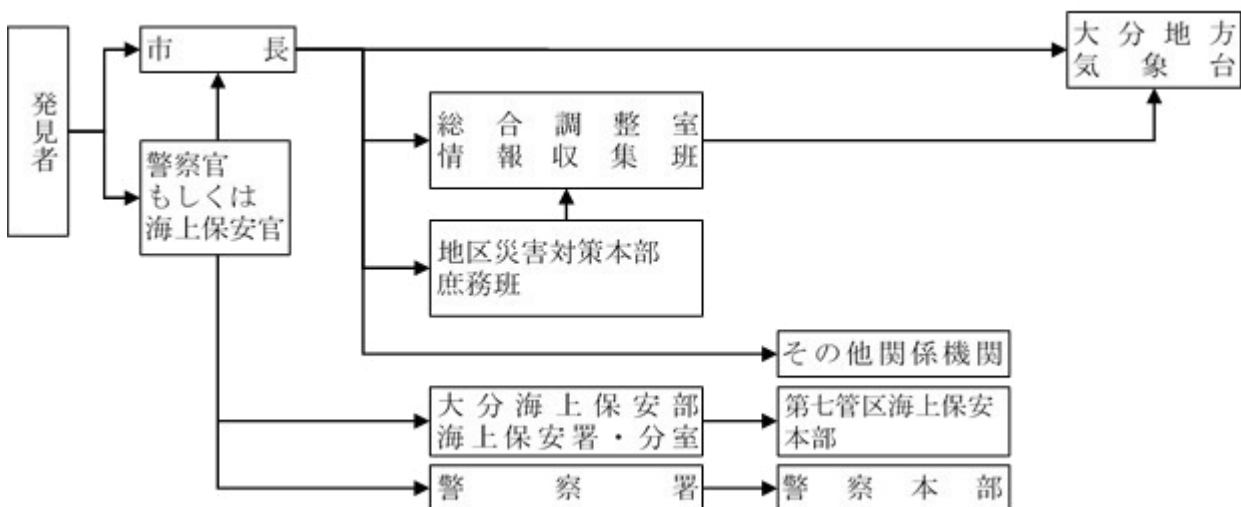 発見者
市長
大分地方
気象台
総合調整室
情報収集班
警察官
もしくは
海上保安官
地区災害対策本部
庶務班
その他関係機関
大分海上保安部
海上保安署・分室
第七管区海上保安
本部
警察署
警察本部